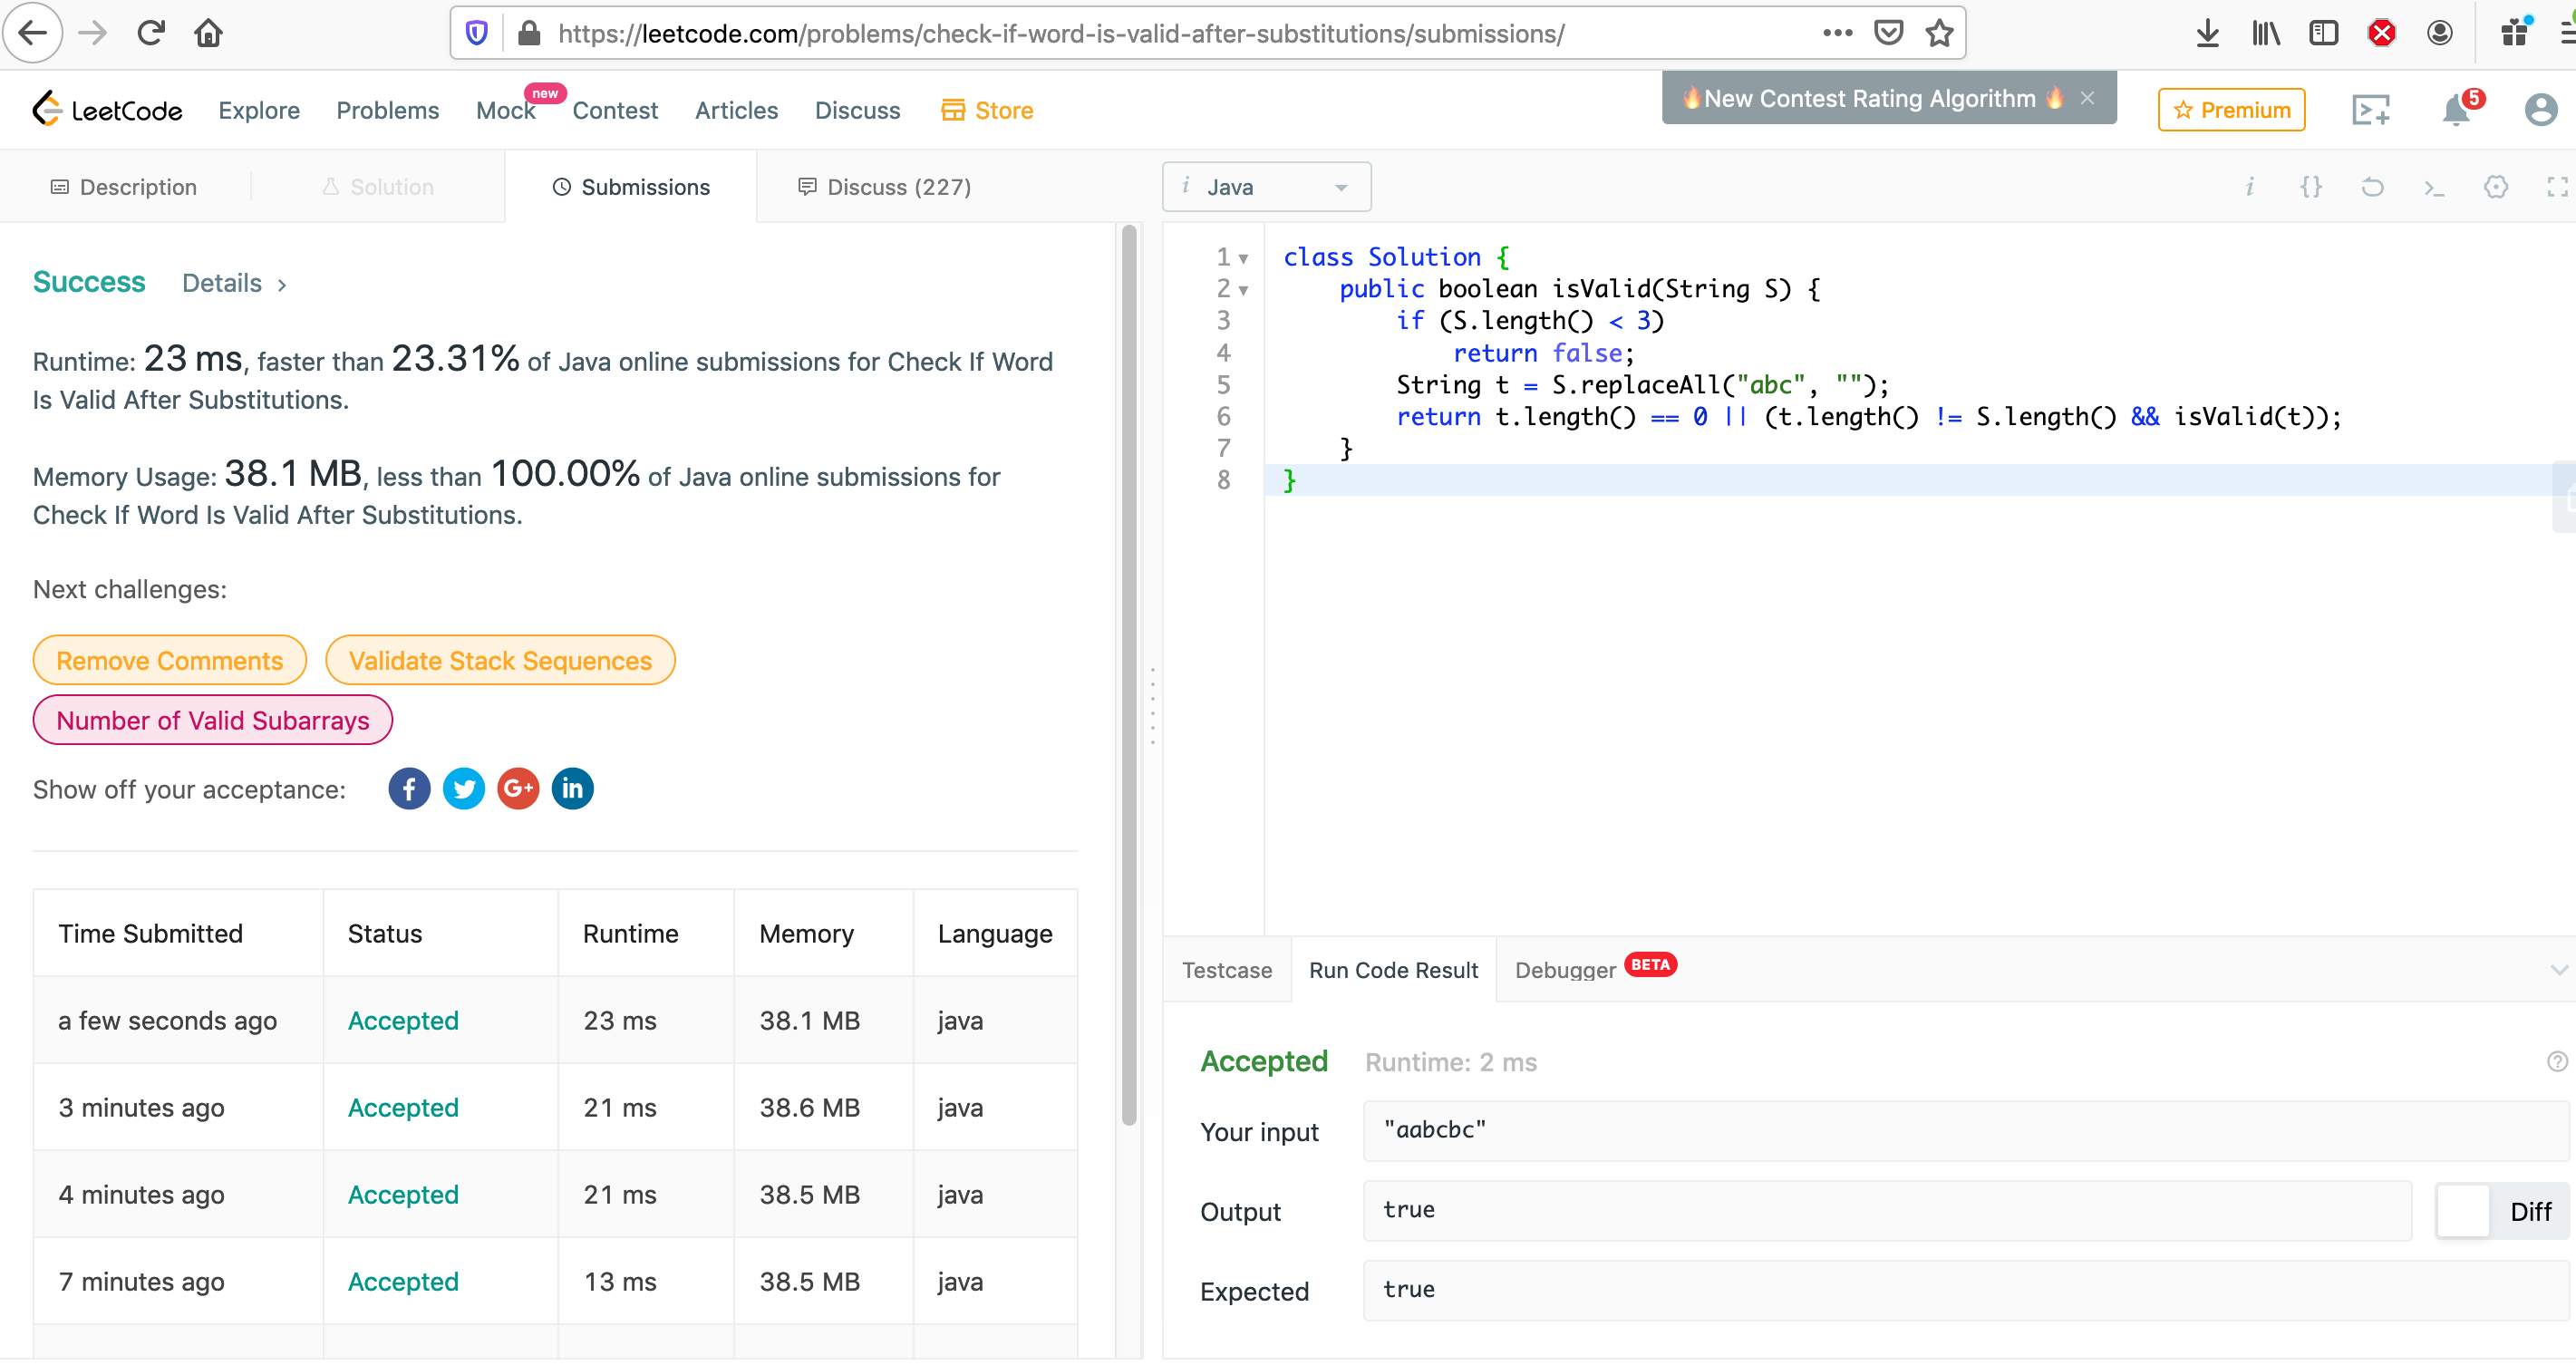 https://leetcode.com/problems/check-if-word-is-valid-after-substitutions/submissions/
LeetCode
Explore
Problems
Mock
new
Contest
Articles
Discuss
Store
🔥New Contest Rating Algorithm 🔥 ×
Premium
5
Description
Solution
Submissions
Discuss (227)
i Java
Success
Details >
Runtime: 23 ms, faster than 23.31% of Java online submissions for Check If Word
Is Valid After Substitutions.
Memory Usage: 38.1 MB, less than 100.00% of Java online submissions for
Check If Word Is Valid After Substitutions.
Next challenges:
Remove Comments
Validate Stack Sequences
Number of Valid Subarrays
Show off your acceptance:
Time Submitted Status Runtime Memory Language
a few seconds ago Accepted 23 ms 38.1 MB java
3 minutes ago Accepted 21 ms 38.6 MB java
4 minutes ago Accepted 21 ms 38.5 MB java
7 minutes ago Accepted 13 ms 38.5 MB java
1 class Solution {
2 public boolean isValid(String S) {
3 if (S.length() < 3)
4 return false;
5 String t = S.replaceAll("abc", "");
6 return t.length() == 0 || (t.length() != S.length() && isValid(t));
7 }
8 }
Testcase
Run Code Result
Debugger BETA
Accepted Runtime: 2 ms
Your input "aabcbc"
Output true
Diff
Expected true